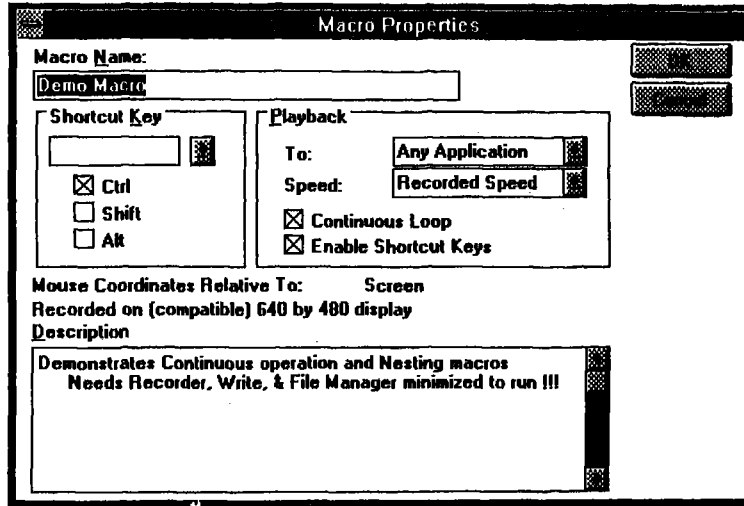 Macro Properties
Macro Name:
OK
Demo Macro
Cancel
Shortcut Key
Playback
To: Any Application
Ctrl
Speed: Recorded Speed
Shift
Continuous Loop
Alt
Enable Shortcut Keys
Mouse Coordinates Relative To: Screen
Recorded on (compatible) 640 by 480 display
Description
Demonstrates Continuous operation and Nesting macros
Needs Recorder, Write, & File Manager minimized to run !!!